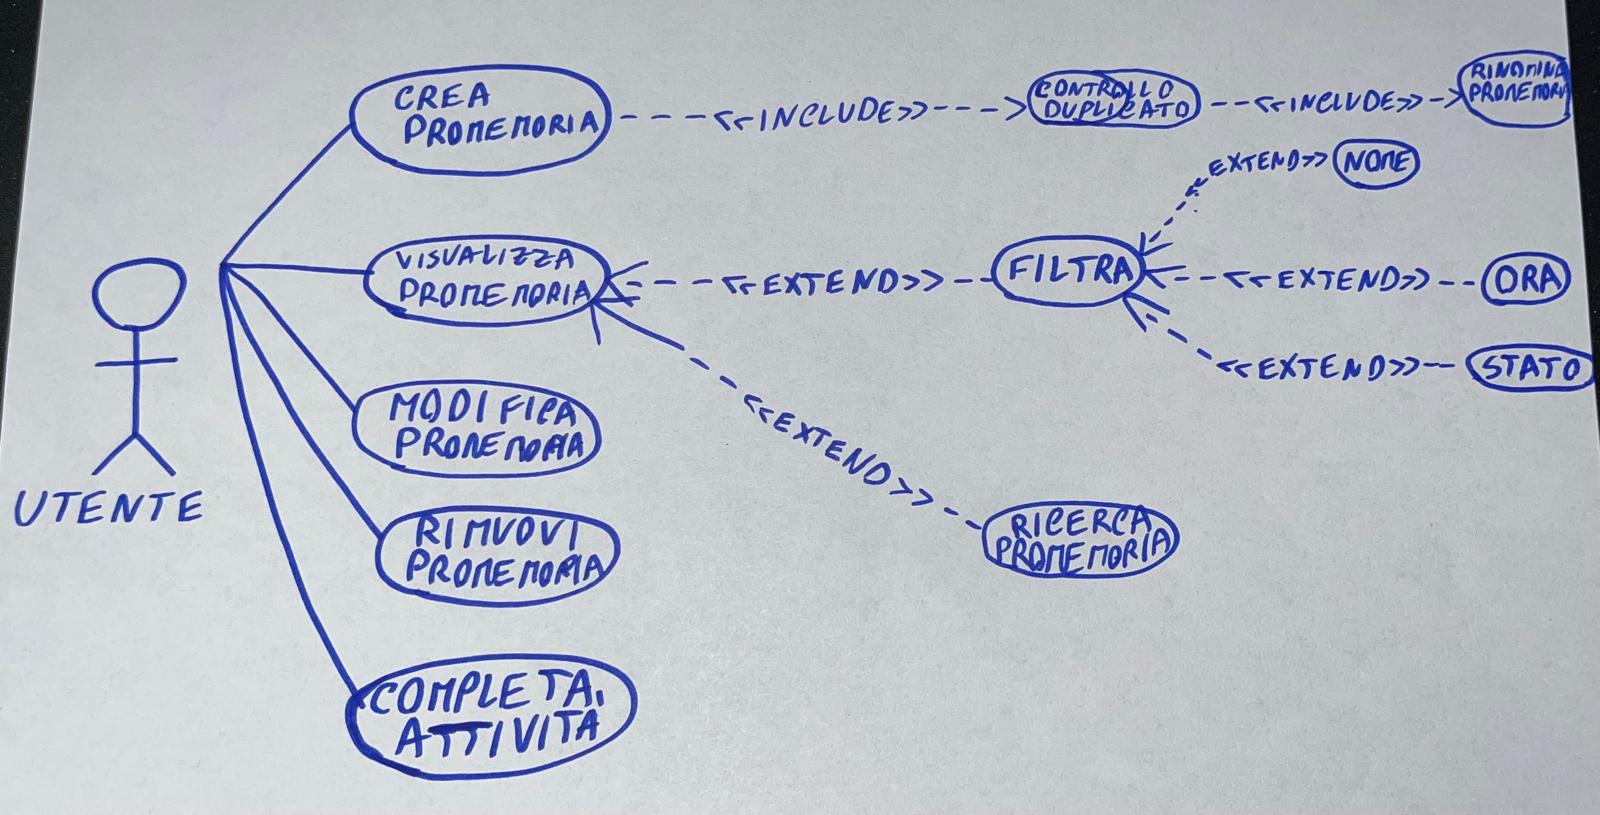 CREA
PROMEMORIA
<<INCLUDE>>
CONTROLLO
DUPLICATO
<<INCLUDE>>
RINOMINA
PROMEMORIA
EXTEND>>
NOME
VISUALIZZA
PROMEMORIA
<<EXTEND>>
FILTRA
<<EXTEND>>
ORA
<<EXTEND>>
STATO
MODIFICA
PROMEMORIA
<<EXTEND>>
RICERCA
PROMEMORIA
UTENTE
RIMUOVI
PROMEMORIA
COMPLETA
ATTIVITA